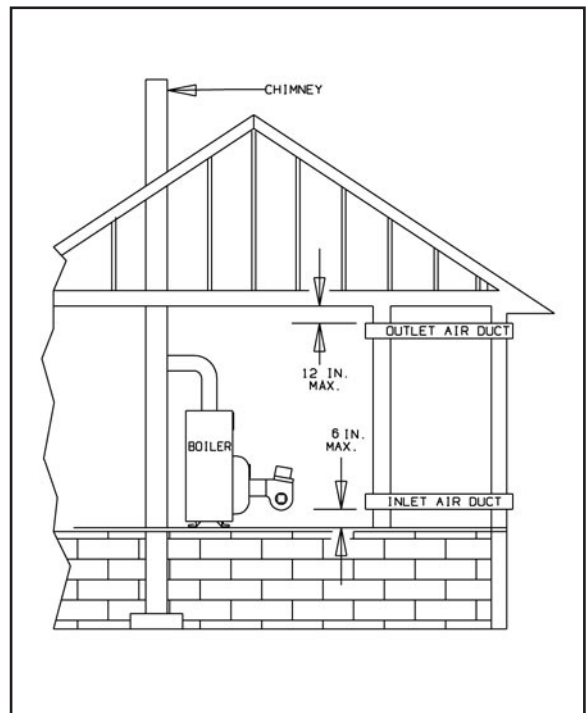 CHIMNEY
OUTLET AIR DUCT
12 IN.
MAX.
BOILER
6 IN.
MAX.
INLET AIR DUCT